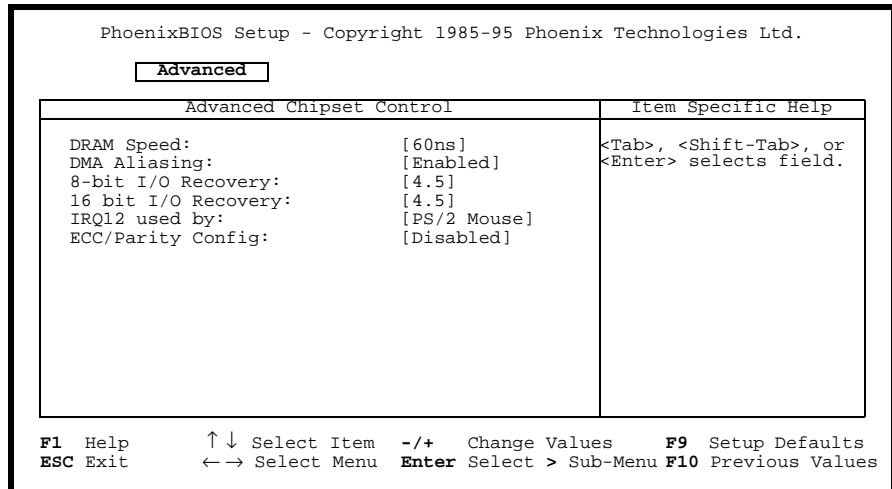 PhoenixBIOS Setup - Copyright 1985-95 Phoenix Technologies Ltd.
Advanced
Advanced Chipset Control
Item Specific Help
DRAM Speed: [60ns]
DMA Aliasing: [Enabled]
8-bit I/O Recovery: [4.5]
16 bit I/O Recovery: [4.5]
IRQ12 used by: [PS/2 Mouse]
ECC/Parity Config: [Disabled]
<Tab>, <Shift-Tab>, or
<Enter> selects field.
F1 Help ↑↓ Select Item -/+ Change Values F9 Setup Defaults
ESC Exit ←→ Select Menu Enter Select > Sub-Menu F10 Previous Values